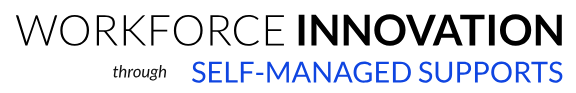 WORKFORCE INNOVATION
through SELF-MANAGED SUPPORTS